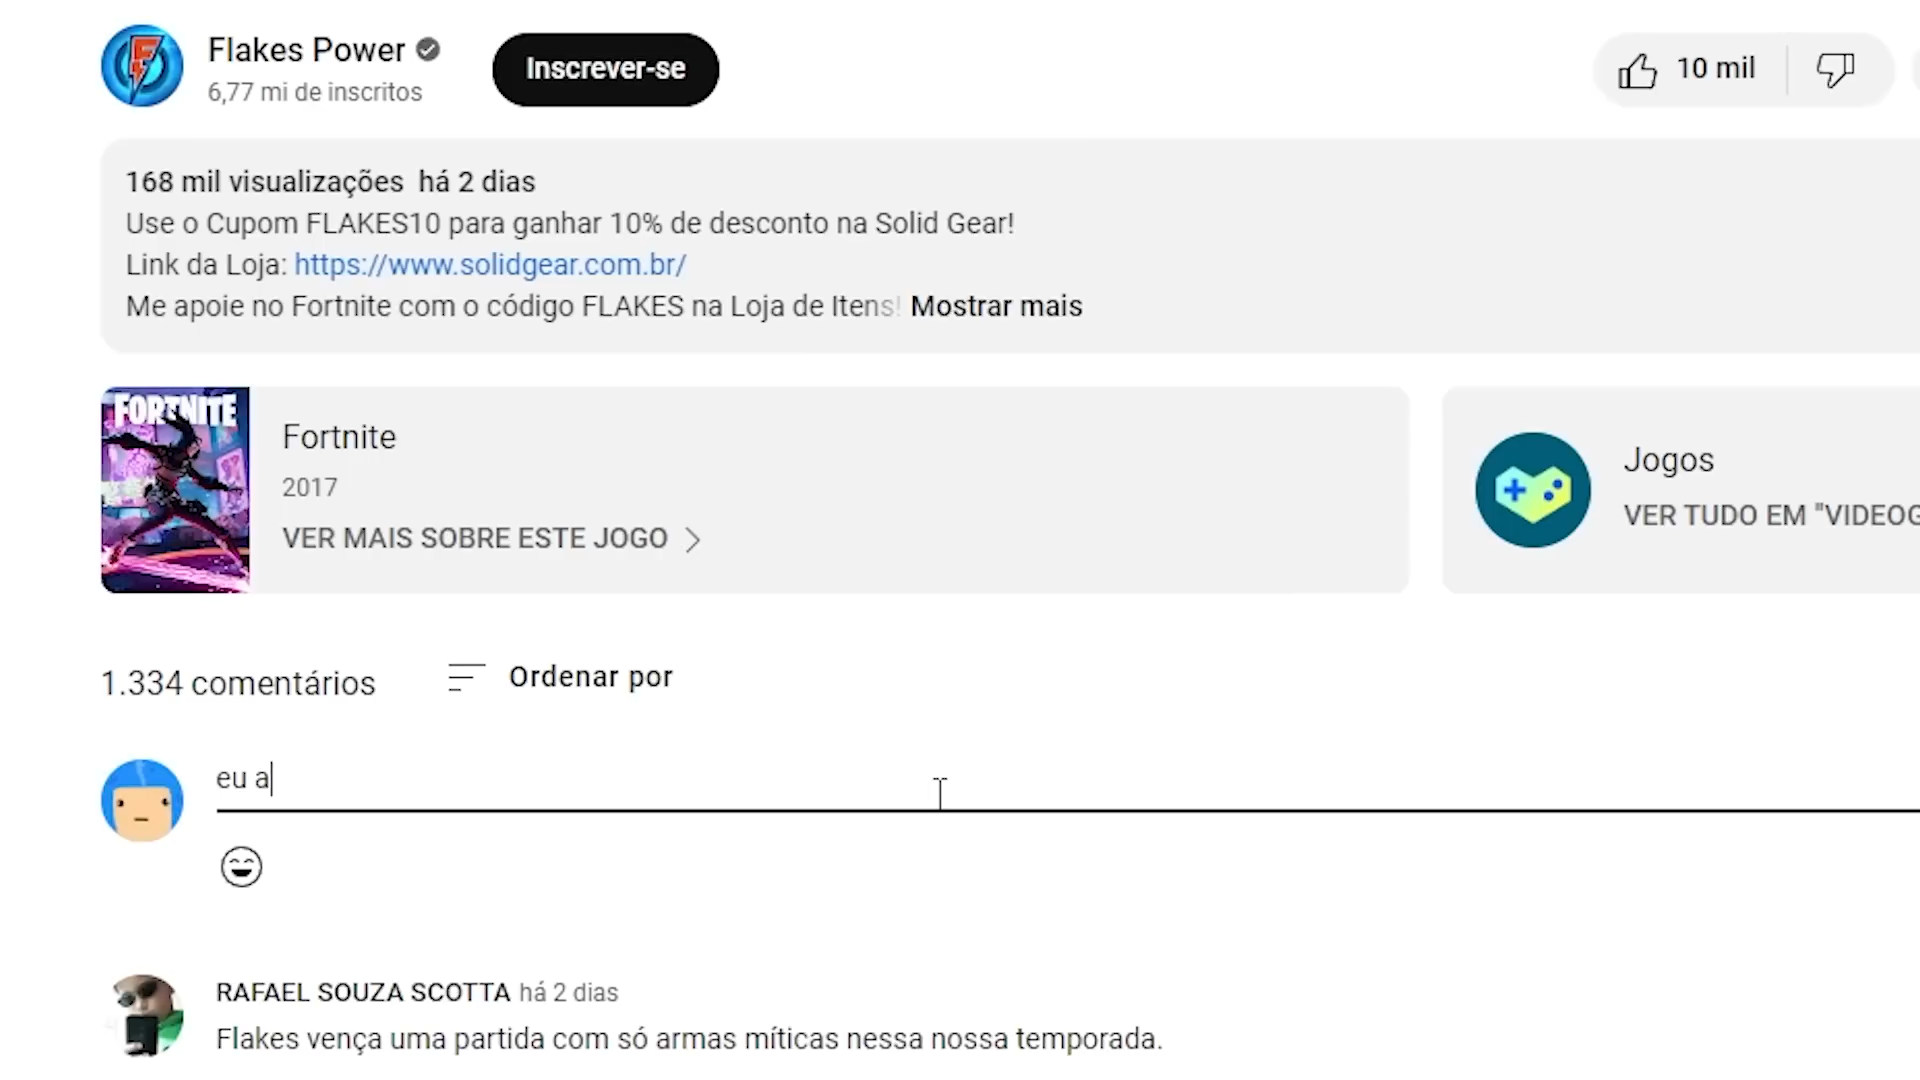 Flakes Power
6,77 mi de inscritos
Inscrever-se
10 mil
168 mil visualizações há 2 dias
Use o Cupom FLAKES10 para ganhar 10% de desconto na Solid Gear!
Link da Loja: https://www.solidgear.com.br/
Me apoie no Fortnite com o código FLAKES na Loja de Itens! Mostrar mais
FORTNITE
Fortnite
2017
VER MAIS SOBRE ESTE JOGO
Jogos
VER TUDO EM "VIDEOG
1.334 comentários
Ordenar por
eu a
RAFAEL SOUZA SCOTTA há 2 dias
Flakes vença uma partida com só armas míticas nessa nossa temporada.